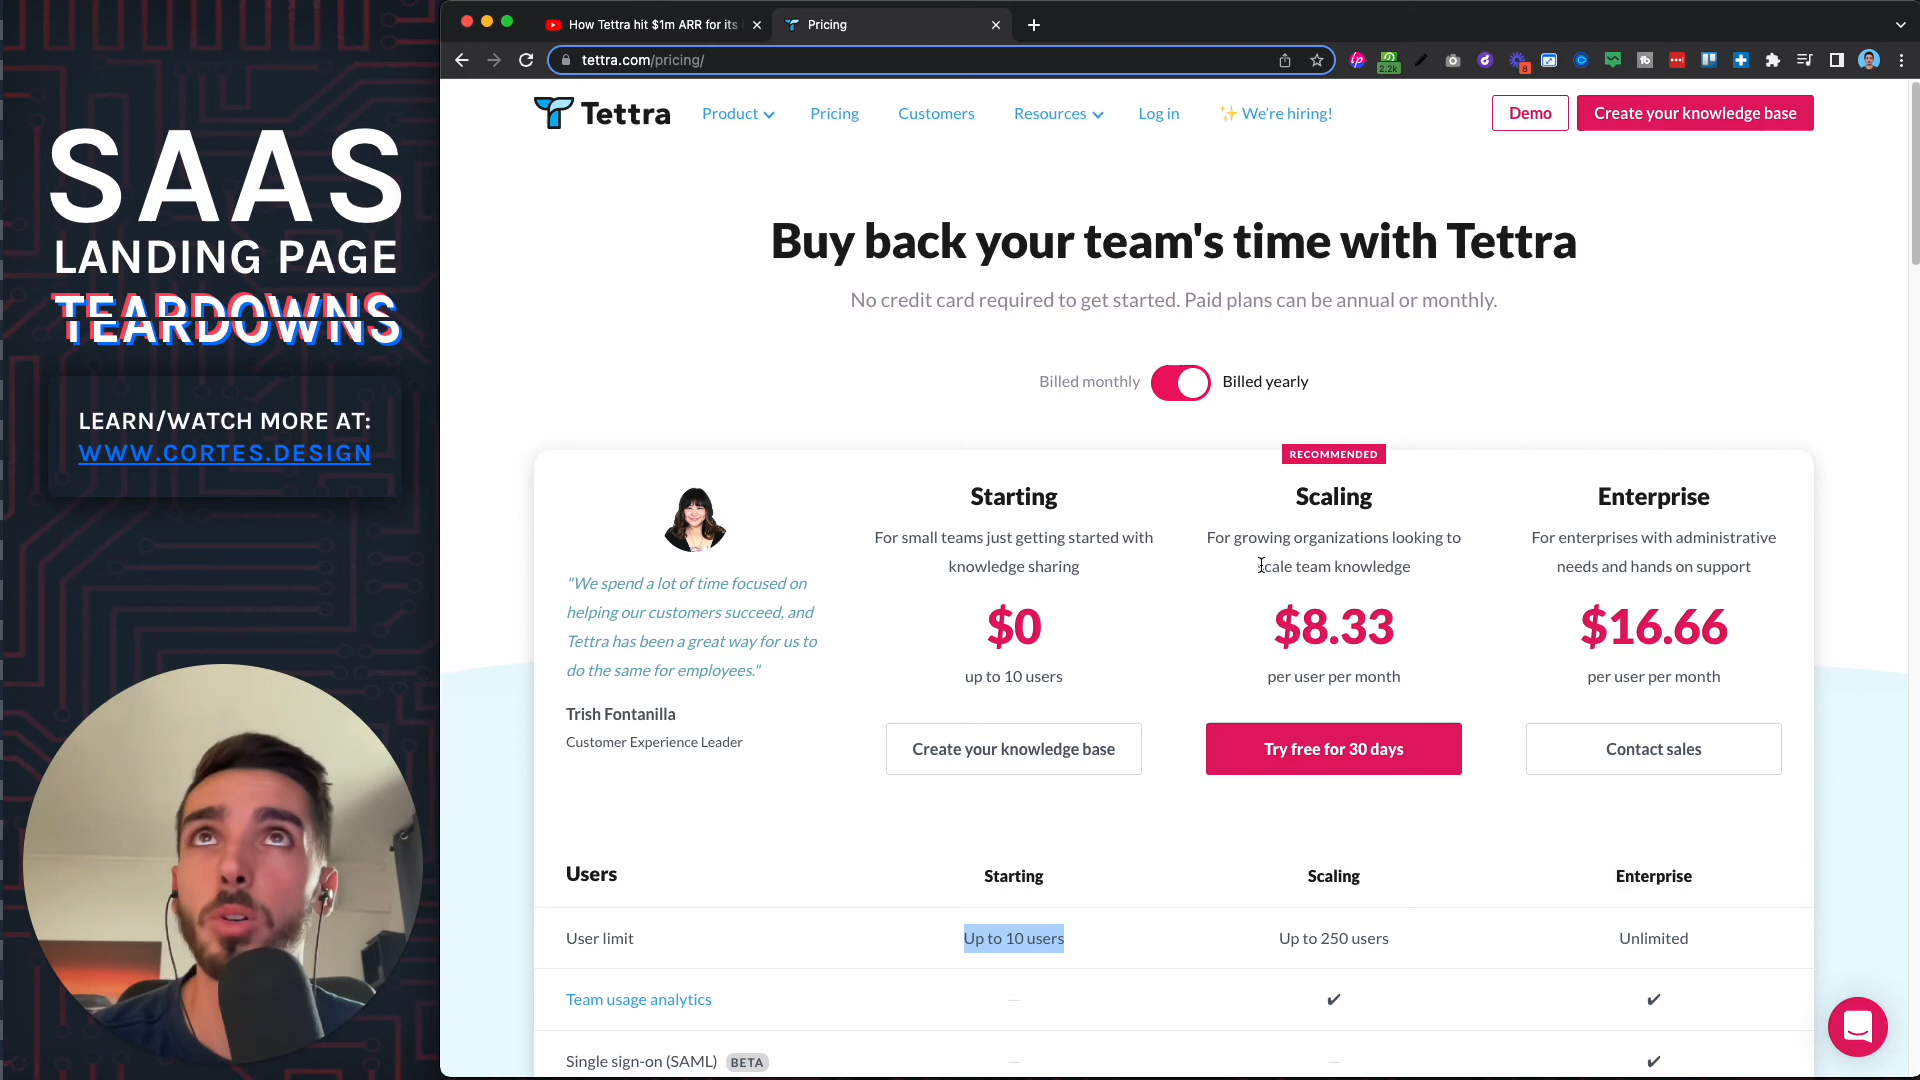 SAAS
LANDING PAGE
TEARDOWNS
LEARN/WATCH MORE AT:
WWW.CORTES.DESIGN
How Tettra hit $1m ARR for its
Pricing
tettra.com/pricing/
2.2k
8
Tettra
Product
Pricing
Customers
Resources
Log in
✨ We're hiring!
Demo
Create your knowledge base
Buy back your team's time with Tettra
No credit card required to get started. Paid plans can be annual or monthly.
Billed monthly
Billed yearly
"We spend a lot of time focused on
helping our customers succeed, and
Tettra has been a great way for us to
do the same for employees."
Trish Fontanilla
Customer Experience Leader
Starting
For small teams just getting started with
knowledge sharing
$0
up to 10 users
Create your knowledge base
RECOMMENDED
Scaling
For growing organizations looking to
scale team knowledge
$8.33
per user per month
Try free for 30 days
Enterprise
For enterprises with administrative
needs and hands on support
$16.66
per user per month
Contact sales
Users Starting Scaling Enterprise
User limit Up to 10 users Up to 250 users Unlimited
Team usage analytics — ✔ ✔
Single sign-on (SAML) BETA — — ✔